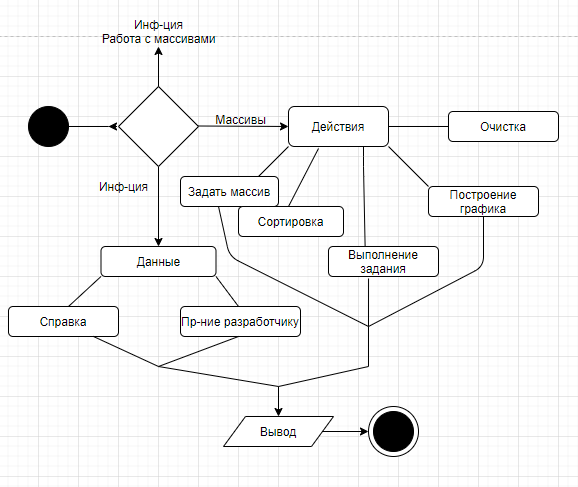 Инф-ция
Работа с массивами
Массивы
Действия
Очистка
Инф-ция
Задать массив
Построение
графика
Сортировка
Данные
Выполнение
задания
Справка
Пр-ние разработчику
Вывод